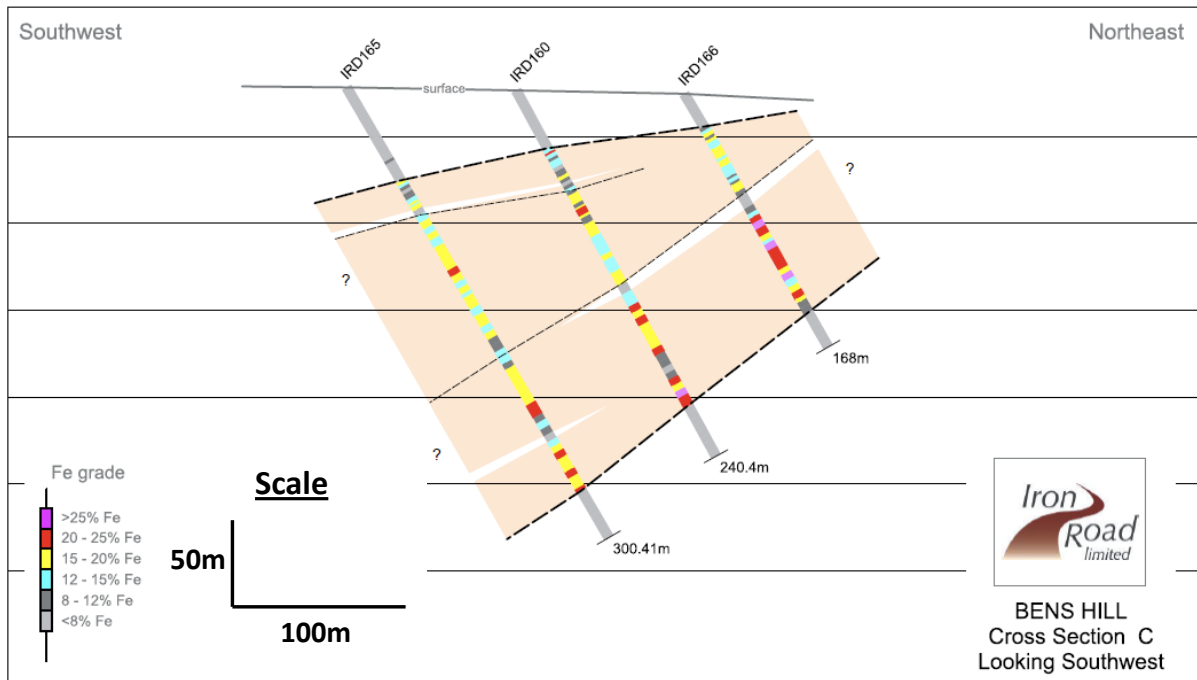 Southwest
Northeast
IRD165
IRD160
IRD166
surface
?
?
?
168m
240.4m
300.41m
Fe grade
>25% Fe
20 - 25% Fe
15 - 20% Fe
12 - 15% Fe
8 - 12% Fe
<8% Fe
Scale
50m
100m
Iron
Road
limited
BENS HILL
Cross Section C
Looking Southwest